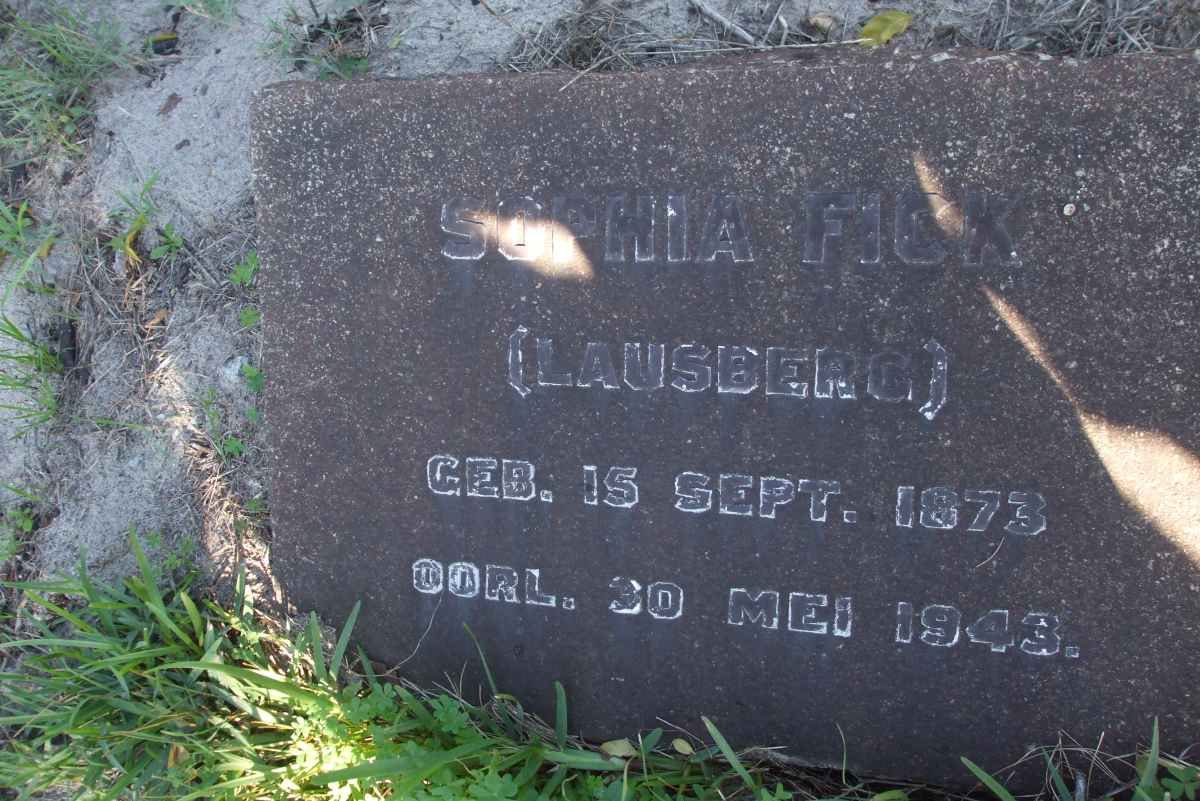 SOPHIA FICK
(LAUSBERG)
GEB. 15 SEPT. 1873
OORL. 30 MEI 1943.